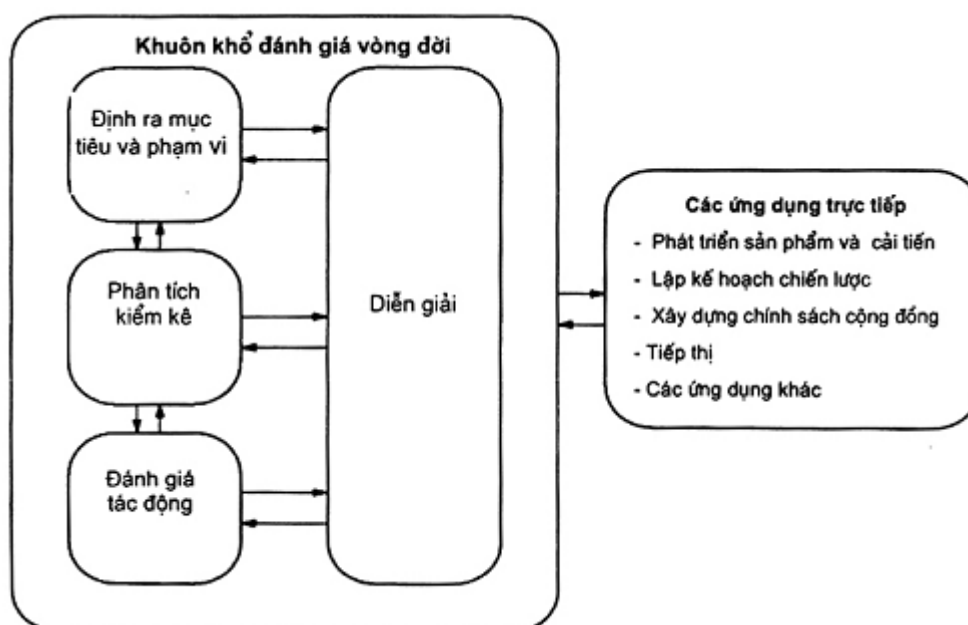 Khuôn khổ đánh giá vòng đời
Định ra mục
tiêu và phạm vi
Phân tích
kiểm kê
Đánh giá
tác động
Diễn giải
Các ứng dụng trực tiếp
- Phát triển sản phẩm và cải tiến
- Lập kế hoạch chiến lược
- Xây dựng chính sách cộng đồng
- Tiếp thị
- Các ứng dụng khác